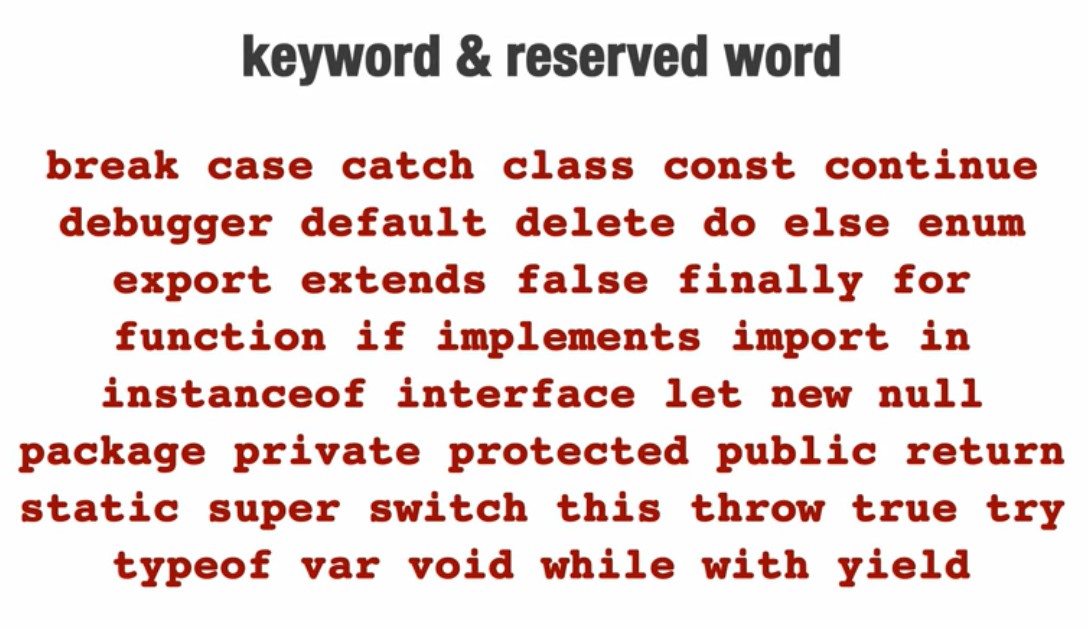 keyword & reserved word
break case catch class const continue
debugger default delete do else enum
export extends false finally for
function if implements import in
instanceof interface let new null
package private protected public return
static super switch this throw true try
typeof var void while with yield